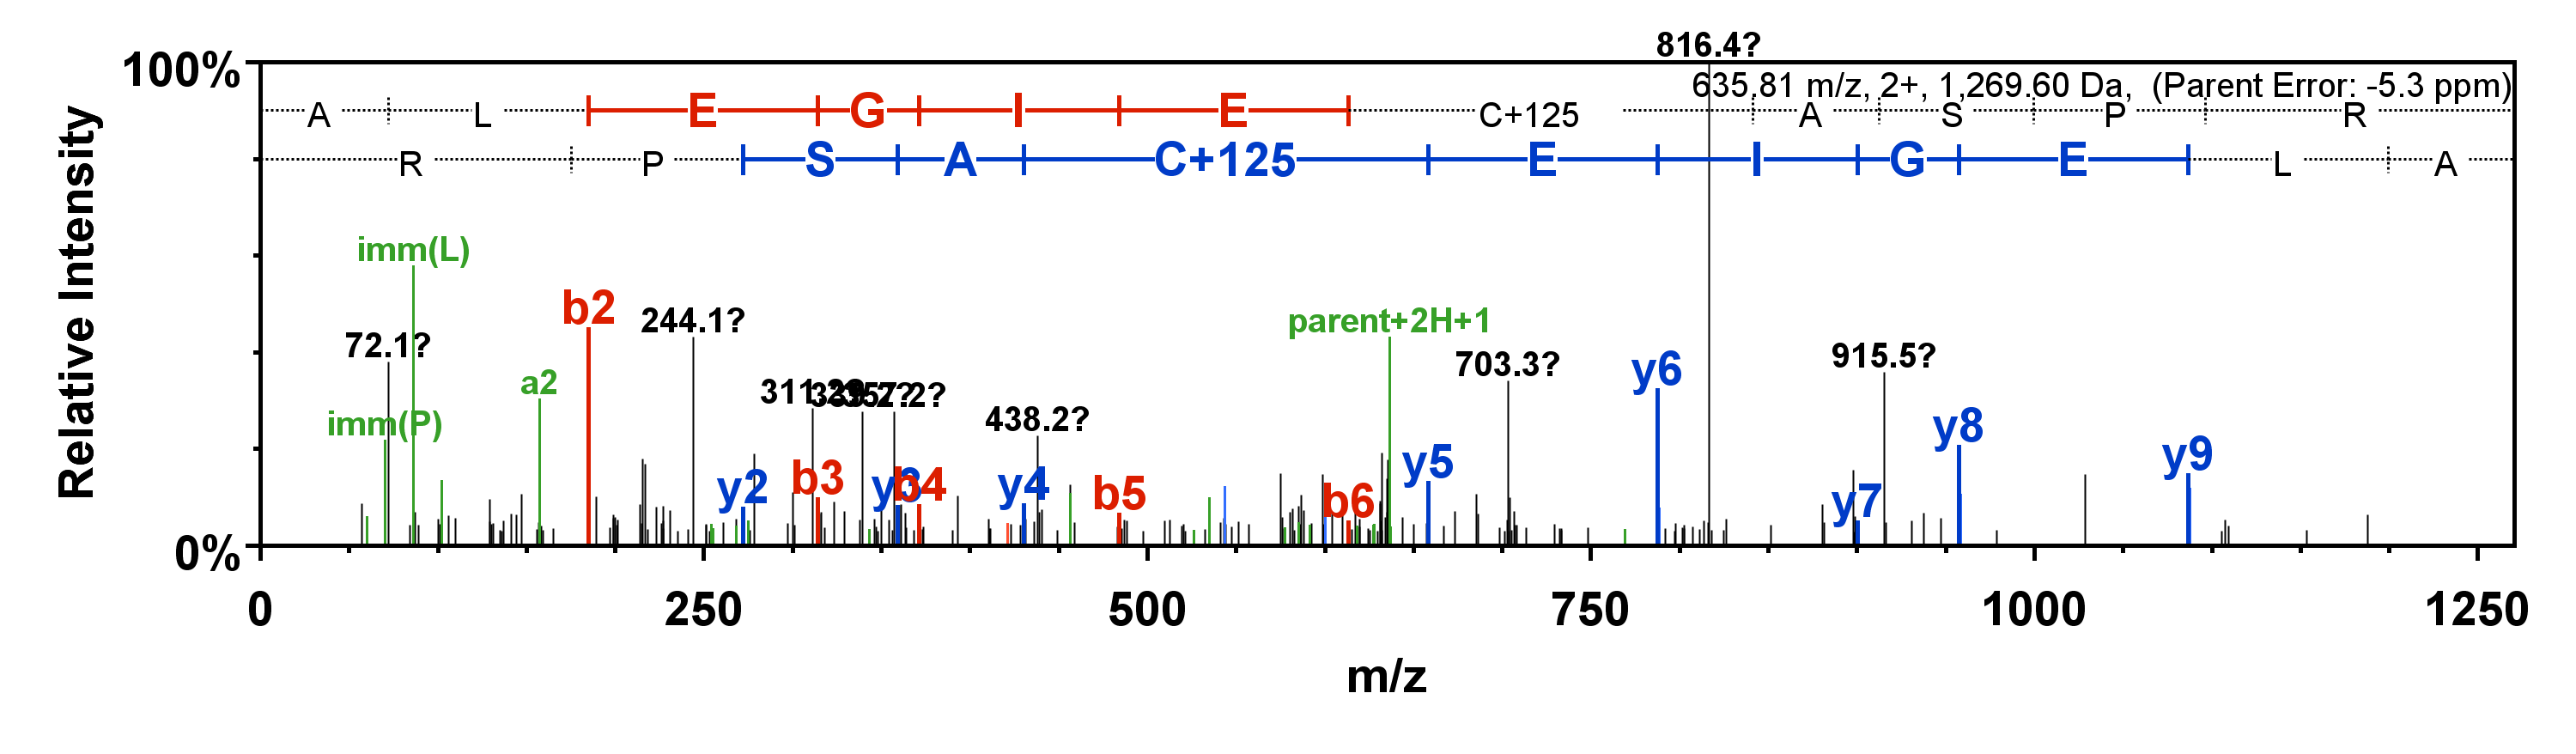 816.4?
100%
635.81 m/z, 2+, 1,269.60 Da, (Parent Error: -5.3 ppm)
A L E G I E C+125 A S P R
R P S A C+125 E I G E L A
Relative Intensity
imm(L)
b2
244.1?
parent+2H+1
72.1?
703.3?
y6
915.5?
a2
imm(P)
438.2?
y8
y9
y5
b3
y2
y3
b4
y4
b5
b6
y7
0%
0 250 500 750 1000 1250
m/z